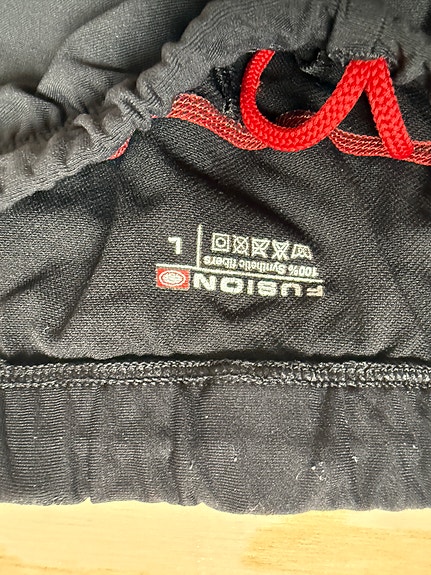 FUSION
100% Synthetic fibers
L